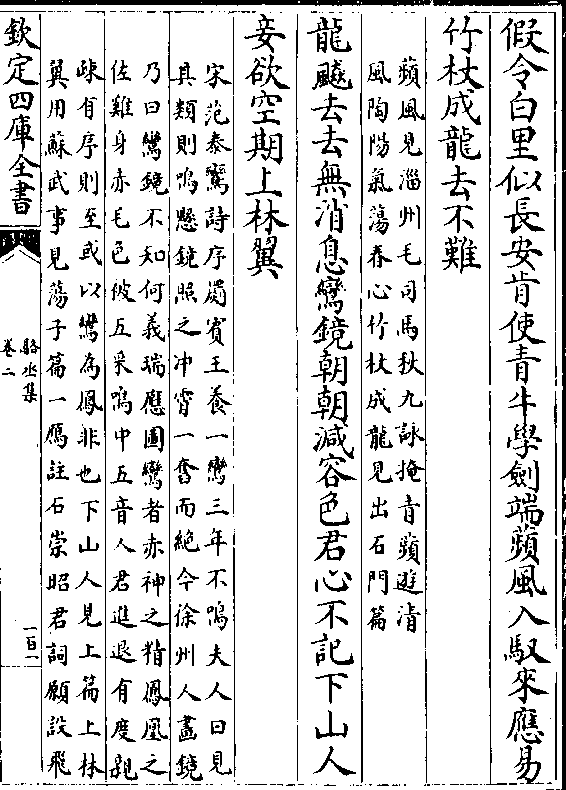 假令白里似長安肯使青牛學劍端蘋風入馭來應易
竹杖成龍去不難
蘋風見淄州毛司馬秋九詠掩青蘋遊清
風陶陽氣蕩春心竹杖成龍見出石門篇
龍飈去去無消息鸞鏡朝朝減容色君心不記下山人
妾欲空期上林翼
宋范泰鸞詩序罽賓王養一鸞三年不鳴夫人曰見
其類則鳴懸鏡照之冲霄一奮而絶今徐州人畫鏡
乃曰鸞鏡不知何義瑞應圖鸞者赤神之精鳳凰之
佐雞身赤毛色彼五采鳴中五音人君進退有度親
踈有序則至或以鸞為鳳非也下山人見上篇上林
翼用蘇武事見蕩子篇一鴈註石崇昭君詞願設飛
欽定四庫全書
駱丞集
卷二
一百一